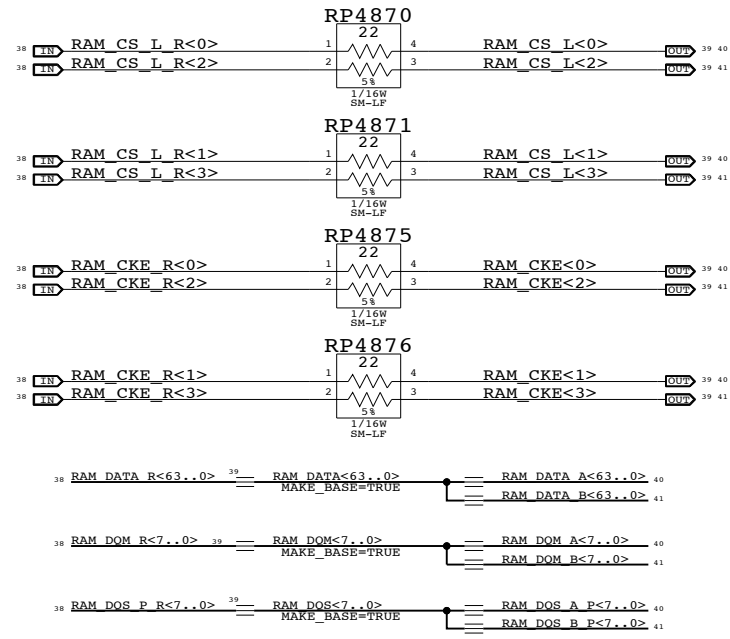 RP4870
22
38 IN RAM_CS_L_R<0> 1 4 RAM_CS_L<0> OUT 39 40
38 IN RAM_CS_L_R<2> 2 3 RAM_CS_L<2> OUT 39 41
5%
1/16W
SM-LF
RP4871
22
38 IN RAM_CS_L_R<1> 1 4 RAM_CS_L<1> OUT 39 40
38 IN RAM_CS_L_R<3> 2 3 RAM_CS_L<3> OUT 39 41
5%
1/16W
SM-LF
RP4875
22
38 IN RAM_CKE_R<0> 1 4 RAM_CKE<0> OUT 39 40
38 IN RAM_CKE_R<2> 2 3 RAM_CKE<2> OUT 39 41
5%
1/16W
SM-LF
RP4876
22
38 IN RAM_CKE_R<1> 1 4 RAM_CKE<1> OUT 39 40
38 IN RAM_CKE_R<3> 2 3 RAM_CKE<3> OUT 39 41
5%
1/16W
SM-LF
38 RAM_DATA_R<63..0> 39 RAM_DATA<63..0> RAM_DATA_A<63..0> 40
MAKE_BASE=TRUE RAM_DATA_B<63..0> 41
38 RAM_DQM_R<7..0> 39 RAM_DQM<7..0> RAM_DQM_A<7..0> 40
MAKE_BASE=TRUE RAM_DQM_B<7..0> 41
38 RAM_DQS_P_R<7..0> 39 RAM_DQS<7..0> RAM_DQS_A_P<7..0> 40
MAKE_BASE=TRUE RAM_DQS_B_P<7..0> 41